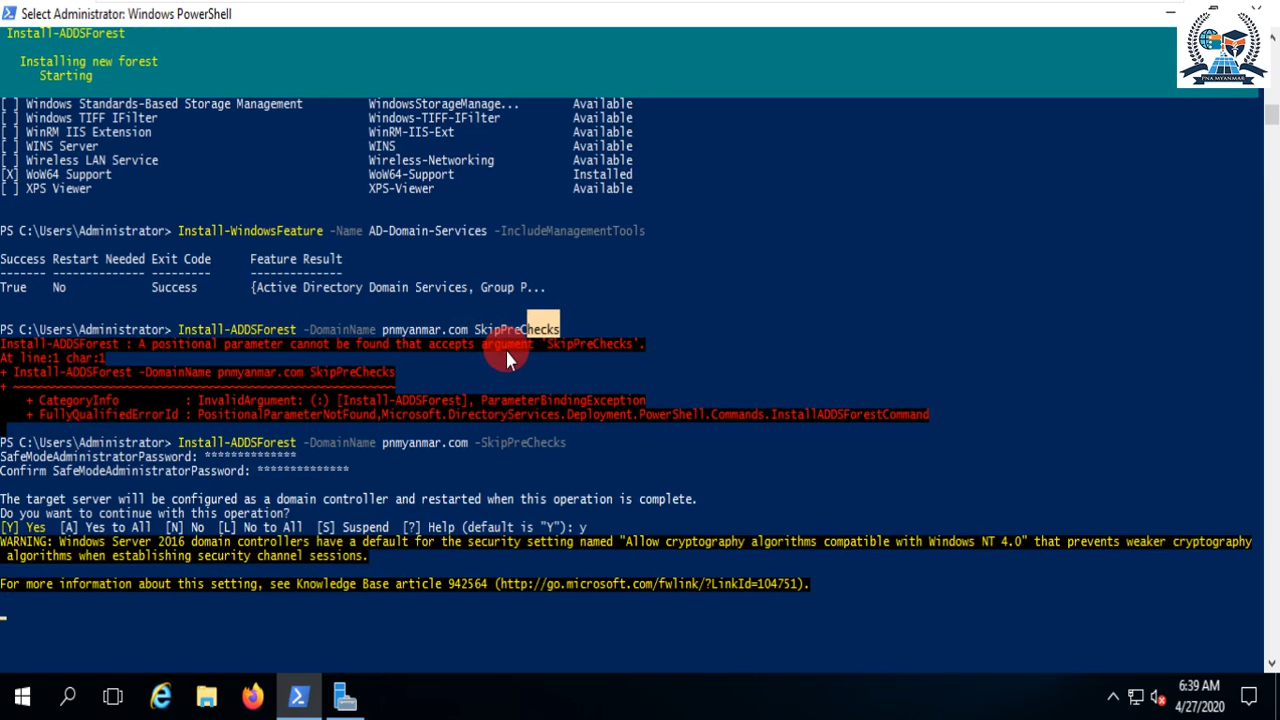 Select Administrator: Windows PowerShell
Install-ADDSForest
Installing new forest
Starting
[ ] Windows Standards-Based Storage Management WindowsStorageManage... Available
[ ] Windows TIFF IFilter Windows-TIFF-IFilter Available
[ ] WinRM IIS Extension WinRM-IIS-Ext Available
[ ] WINS Server WINS Available
[ ] Wireless LAN Service Wireless-Networking Available
[X] WoW64 Support WoW64-Support Installed
[ ] XPS Viewer XPS-Viewer Available
PS C:\Users\Administrator> Install-WindowsFeature -Name AD-Domain-Services -IncludeManagementTools
Success Restart Needed Exit Code Feature Result
------- -------------- --------- --------------
True No Success {Active Directory Domain Services, Group P...
PS C:\Users\Administrator> Install-ADDSForest -DomainName pnmyanmar.com SkipPreChecks
Install-ADDSForest : A positional parameter cannot be found that accepts argument 'SkipPreChecks'.
At line:1 char:1
+ Install-ADDSForest -DomainName pnmyanmar.com SkipPreChecks
+ ~~~~~~~~~~~~~~~~~~~~~~~~~~~~~~~~~~~~~~~~~~~~~~~~~~~~~~~~~~
+ CategoryInfo : InvalidArgument: (:) [Install-ADDSForest], ParameterBindingException
+ FullyQualifiedErrorId : PositionalParameterNotFound,Microsoft.DirectoryServices.Deployment.PowerShell.Commands.InstallADDSForestCommand
PS C:\Users\Administrator> Install-ADDSForest -DomainName pnmyanmar.com -SkipPreChecks
SafeModeAdministratorPassword: **************
Confirm SafeModeAdministratorPassword: **************
The target server will be configured as a domain controller and restarted when this operation is complete.
Do you want to continue with this operation?
[Y] Yes [A] Yes to All [N] No [L] No to All [S] Suspend [?] Help (default is "Y"): y
WARNING: Windows Server 2016 domain controllers have a default for the security setting named "Allow cryptography algorithms compatible with Windows NT 4.0" that prevents weaker cryptography
algorithms when establishing security channel sessions.
For more information about this setting, see Knowledge Base article 942564 (http://go.microsoft.com/fwlink/?LinkId=104751).
PNA MYANMAR
6:39 AM
4/27/2020